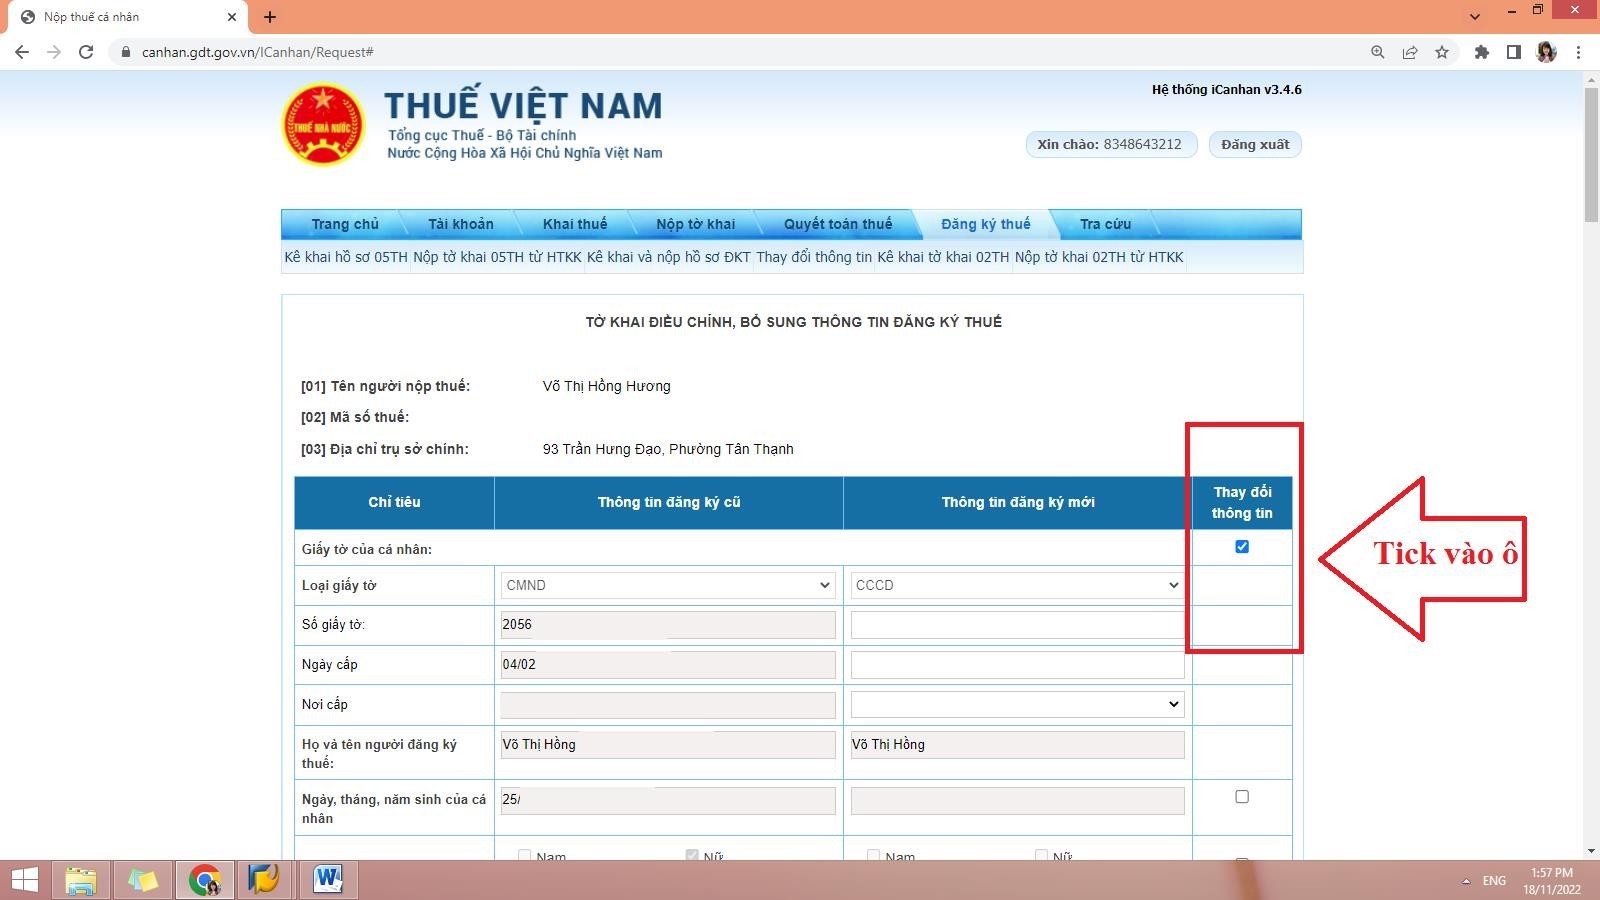 Nộp thuế cá nhân
canhan.gdt.gov.vn/ICanhan/Request#
THUẾ NHÀ NƯỚC
THUẾ VIỆT NAM
Tổng cục Thuế - Bộ Tài chính
Nước Cộng Hòa Xã Hội Chủ Nghĩa Việt Nam
Hệ thống iCanhan v3.4.6
Xin chào: 8348643212
Đăng xuất
Trang chủ Tài khoản Khai thuế Nộp tờ khai Quyết toán thuế Đăng ký thuế Tra cứu
Kê khai hồ sơ 05TH Nộp tờ khai 05TH từ HTKK Kê khai và nộp hồ sơ ĐKT Thay đổi thông tin Kê khai tờ khai 02TH Nộp tờ khai 02TH từ HTKK
TỜ KHAI ĐIỀU CHỈNH, BỔ SUNG THÔNG TIN ĐĂNG KÝ THUẾ
[01] Tên người nộp thuế: Võ Thị Hồng Hương
[02] Mã số thuế:
[03] Địa chỉ trụ sở chính: 93 Trần Hưng Đạo, Phường Tân Thạnh
Chỉ tiêu Thông tin đăng ký cũ Thông tin đăng ký mới Thay đổi thông tin
Giấy tờ của cá nhân:
Tick vào ô
Loại giấy tờ CMND CCCD
Số giấy tờ: 2056
Ngày cấp 04/02
Nơi cấp
Họ và tên người đăng ký thuế: Võ Thị Hồng Võ Thị Hồng
Ngày, tháng, năm sinh của cá nhân 25/
Nam Nữ Nam Nữ
ENG
1:57 PM
18/11/2022